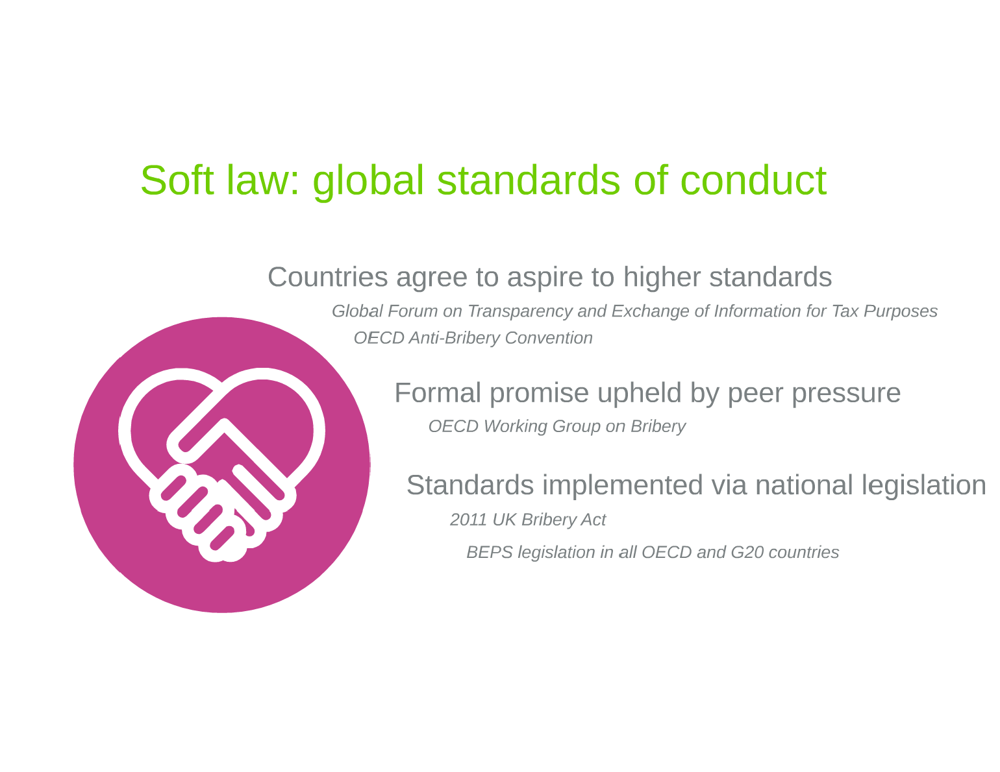 Soft law: global standards of conduct
Countries agree to aspire to higher standards
Global Forum on Transparency and Exchange of Information for Tax Purposes
OECD Anti-Bribery Convention
Formal promise upheld by peer pressure
OECD Working Group on Bribery
Standards implemented via national legislation
2011 UK Bribery Act
BEPS legislation in all OECD and G20 countries